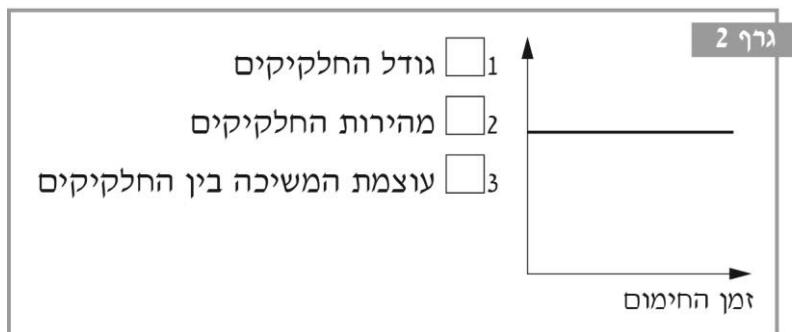 גרף 2
1 גודל החלקיקים
2 מהירות החלקיקים
3 עוצמת המשיכה בין החלקיקים
זמן החימום